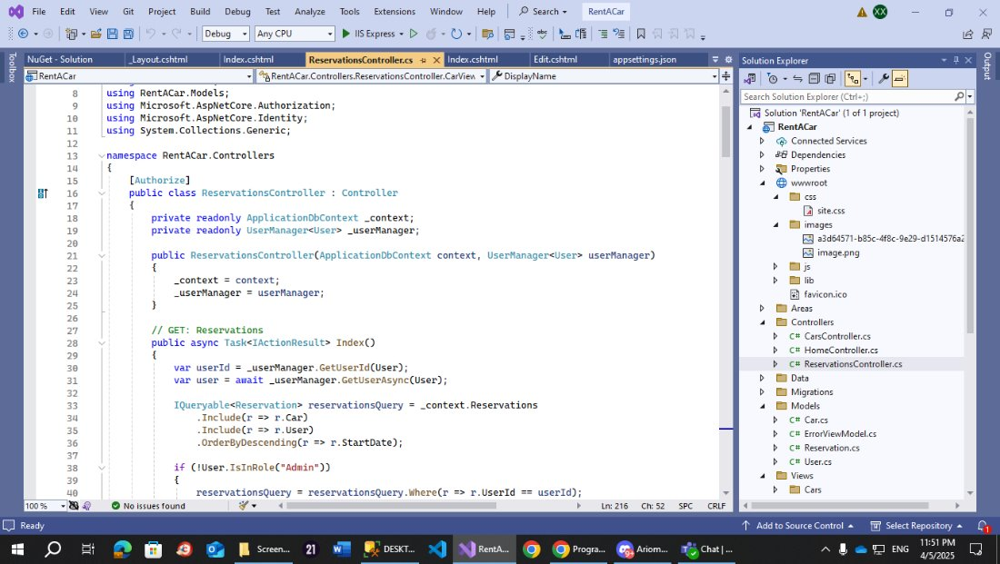 File Edit View Git Project Build Debug Test Analyze Tools Extensions Window Help Search RentACar XX
Debug Any CPU IIS Express
NuGet - Solution _Layout.cshtml Index.cshtml ReservationsController.cs Index.cshtml Edit.cshtml appsettings.json
Toolbox
RentACar RentACar.Controllers.ReservationsController.CarView DisplayName
8 using RentACar.Models;
9 using Microsoft.AspNetCore.Authorization;
10 using Microsoft.AspNetCore.Identity;
11 using System.Collections.Generic;
12
13 namespace RentACar.Controllers
14 {
15 [Authorize]
16 public class ReservationsController : Controller
17 {
18 private readonly ApplicationDbContext _context;
19 private readonly UserManager<User> _userManager;
20
21 public ReservationsController(ApplicationDbContext context, UserManager<User> userManager)
22 {
23 _context = context;
24 _userManager = userManager;
25 }
26
27 // GET: Reservations
28 public async Task<IActionResult> Index()
29 {
30 var userId = _userManager.GetUserId(User);
31 var user = await _userManager.GetUserAsync(User);
32
33 IQueryable<Reservation> reservationsQuery = _context.Reservations
34 .Include(r => r.Car)
35 .Include(r => r.User)
36 .OrderByDescending(r => r.StartDate);
37
38 if (!User.IsInRole("Admin"))
39 {
40 reservationsQuery = reservationsQuery.Where(r => r.UserId == userId);
100 % No issues found Ln: 216 Ch: 52 SPC CRLF
Solution Explorer
Search Solution Explorer (Ctrl+;)
Solution 'RentACar' (1 of 1 project)
RentACar
Connected Services
Dependencies
Properties
wwwroot
css
site.css
images
a3d64571-b85c-4f8c-9e29-d1514576a2
image.png
js
lib
favicon.ico
Areas
Controllers
C# CarsController.cs
C# HomeController.cs
C# ReservationsController.cs
Data
Migrations
Models
C# Car.cs
C# ErrorViewModel.cs
C# Reservation.cs
C# User.cs
Views
Cars
Output
Ready Add to Source Control Select Repository 1
Screen... 21 DESKT... RentA... Progra... Ariom... Chat | ... ENG 11:51 PM
4/5/2025